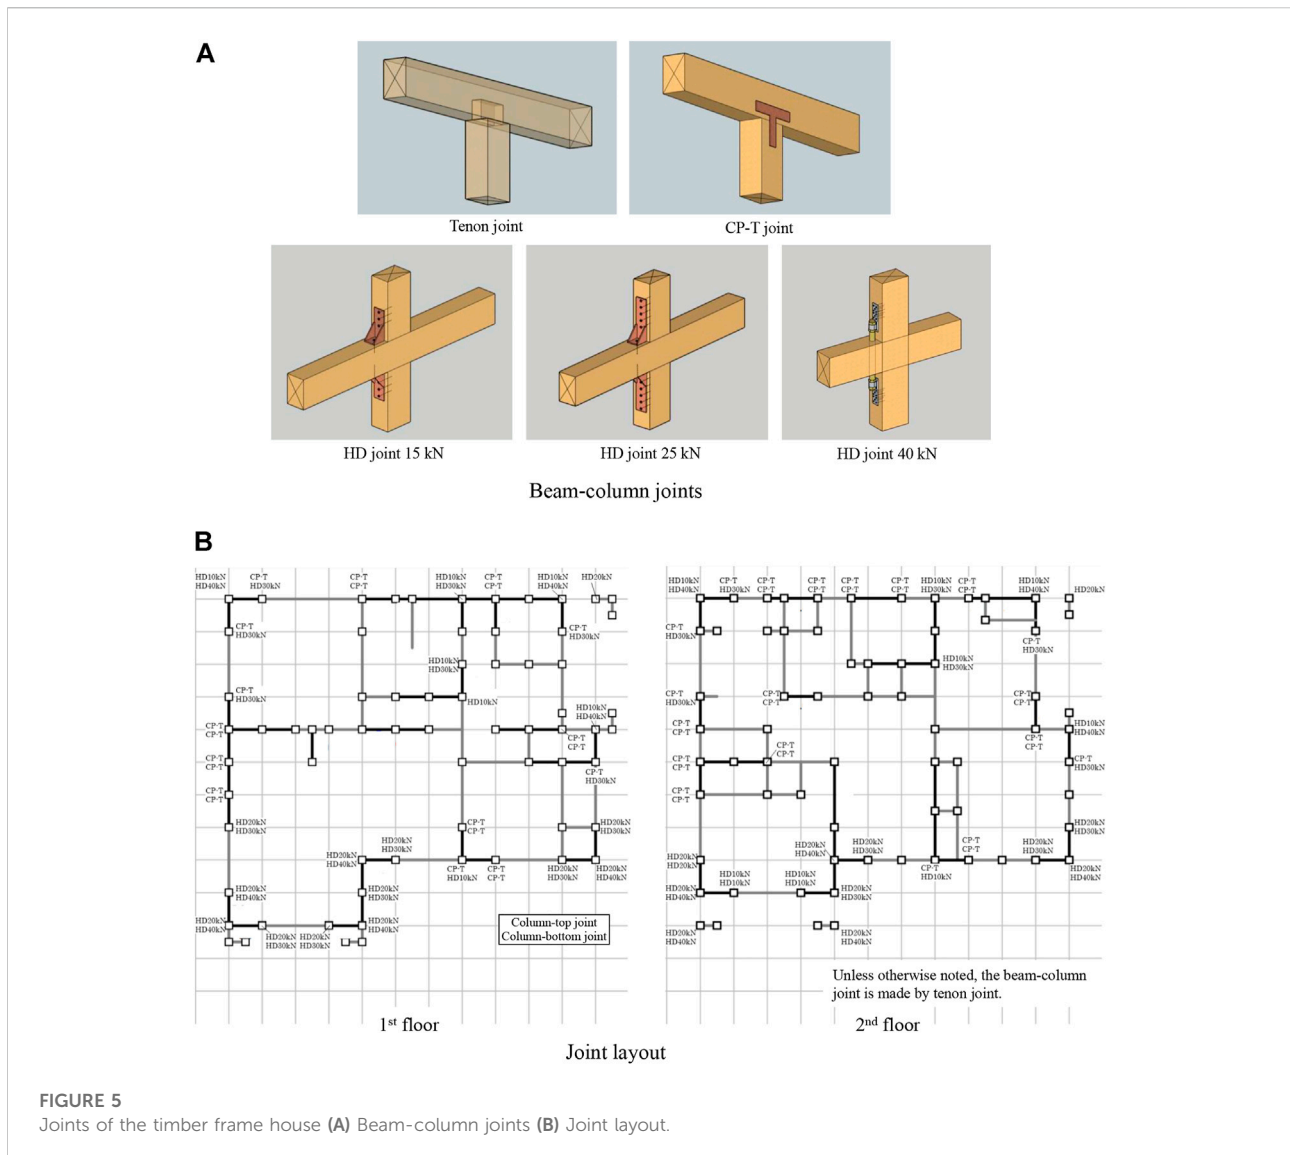 A
Tenon joint
CP-T joint
HD joint 15 kN
HD joint 25 kN
HD joint 40 kN
Beam-column joints
B
HD10kN
HD40kN
CP-T
HD30kN
CP-T
CP-T
HD10kN
HD30kN
CP-T
CP-T
HD10kN
HD40kN
HD20kN
CP-T
HD30kN
CP-T
HD30kN
HD10kN
HD30kN
CP-T
HD30kN
HD10kN
HD10kN
HD40kN
CP-T
CP-T
CP-T
CP-T
CP-T
CP-T
CP-T
HD30kN
CP-T
CP-T
HD20kN
HD30kN
CP-T
CP-T
HD20kN
HD30kN
HD20kN
HD30kN
HD20kN
HD40kN
CP-T
HD10kN
CP-T
CP-T
HD20kN
HD30kN
HD20kN
HD40kN
HD20kN
HD40kN
HD20kN
HD30kN
HD20kN
HD40kN
HD20kN
HD30kN
HD20kN
HD30kN
HD20kN
HD40kN
Column-top joint
Column-bottom joint
1st floor
HD10kN
HD40kN
CP-T
HD30kN
CP-T
CP-T
CP-T
CP-T
CP-T
CP-T
HD30kN
HD10kN
CP-T
CP-T
HD10kN
HD40kN
HD20kN
CP-T
HD30kN
CP-T
HD30kN
HD10kN
HD30kN
CP-T
HD30kN
CP-T
CP-T
CP-T
CP-T
HD10kN
HD40kN
CP-T
CP-T
CP-T
CP-T
CP-T
CP-T
CP-T
CP-T
CP-T
HD30kN
CP-T
CP-T
HD20kN
HD30kN
HD20kN
HD20kN
HD20kN
HD40kN
HD20kN
HD30kN
CP-T
CP-T
HD20kN
HD30kN
CP-T
HD10kN
HD20kN
HD40kN
HD20kN
HD40kN
HD10kN
HD10kN
HD10kN
HD10kN
HD20kN
HD30kN
HD20kN
HD40kN
HD20kN
HD40kN
Unless otherwise noted, the beam-column
joint is made by tenon joint.
2nd floor
Joint layout
FIGURE 5
Joints of the timber frame house (A) Beam-column joints (B) Joint layout.